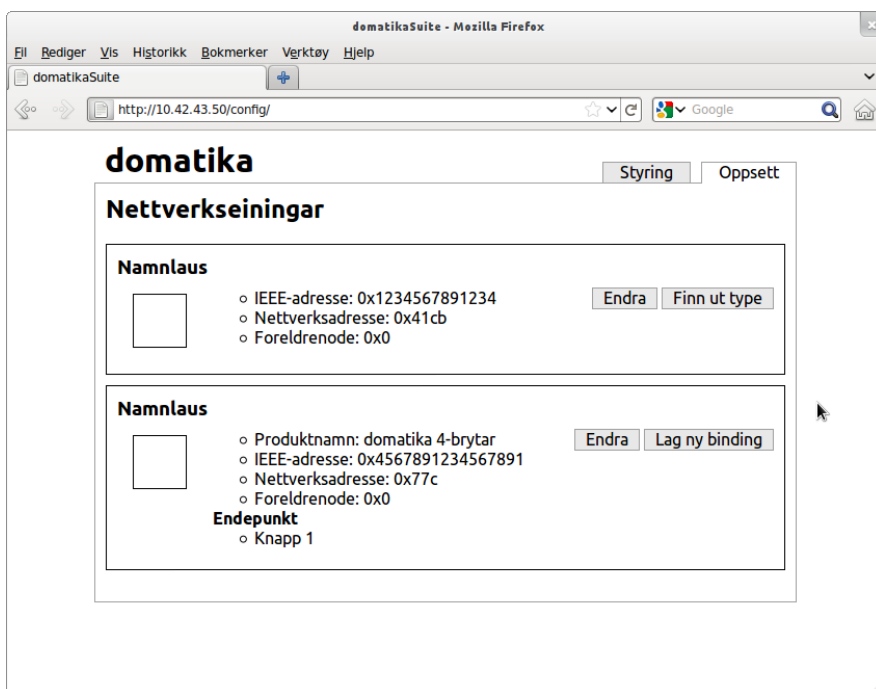 domatikaSuite - Mozilla Firefox
Fil Rediger Vis Historikk Bokmerker Verktøy Hjelp
domatikaSuite
http://10.42.43.50/config/ Google
domatika
Styring Oppsett
Nettverkseiningar
Namnlaus
IEEE-adresse: 0x1234567891234
Nettverksadresse: 0x41cb
Foreldrenode: 0x0
Endra Finn ut type
Namnlaus
Produktnamn: domatika 4-brytar
IEEE-adresse: 0x4567891234567891
Nettverksadresse: 0x77c
Foreldrenode: 0x0
Endepunkt
Knapp 1
Endra Lag ny binding